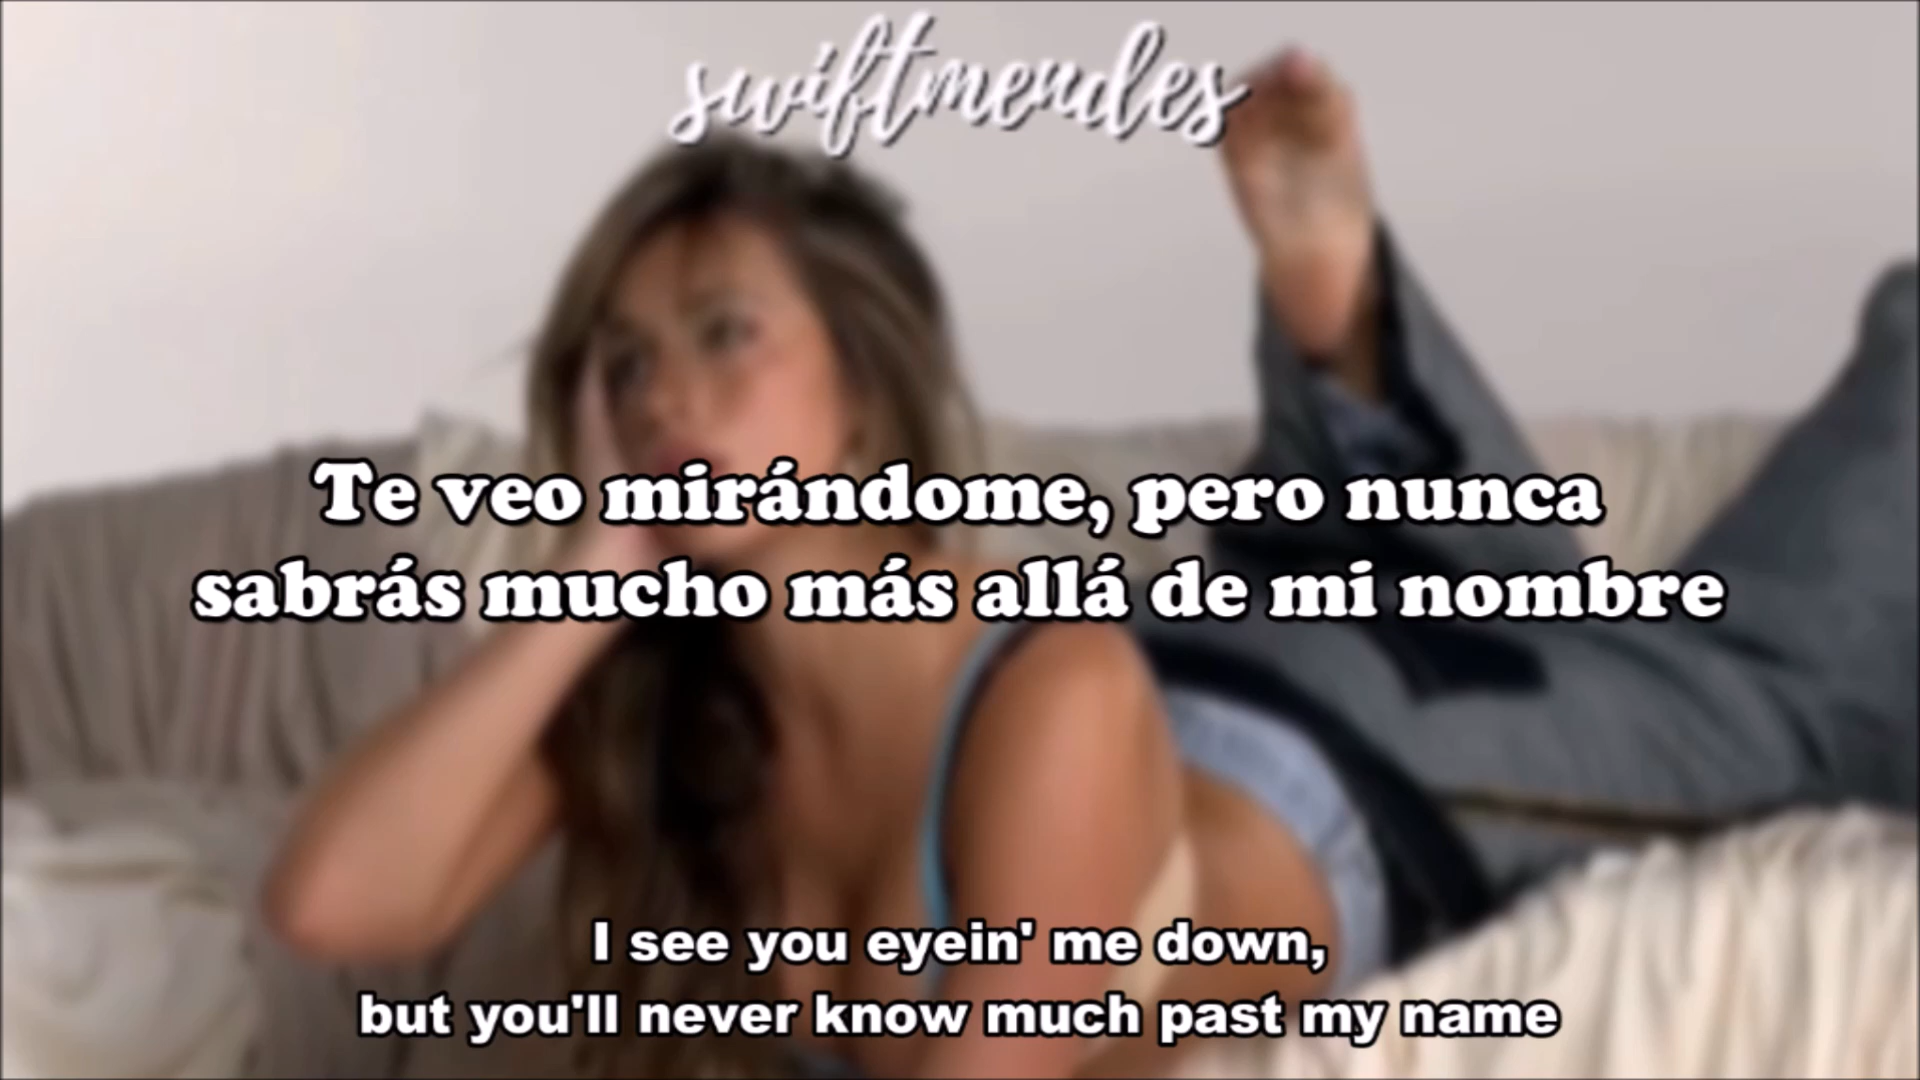 swiftmendes
Te veo mirándome, pero nunca
sabrás mucho más allá de mi nombre
I see you eyein' me down,
but you'll never know much past my name